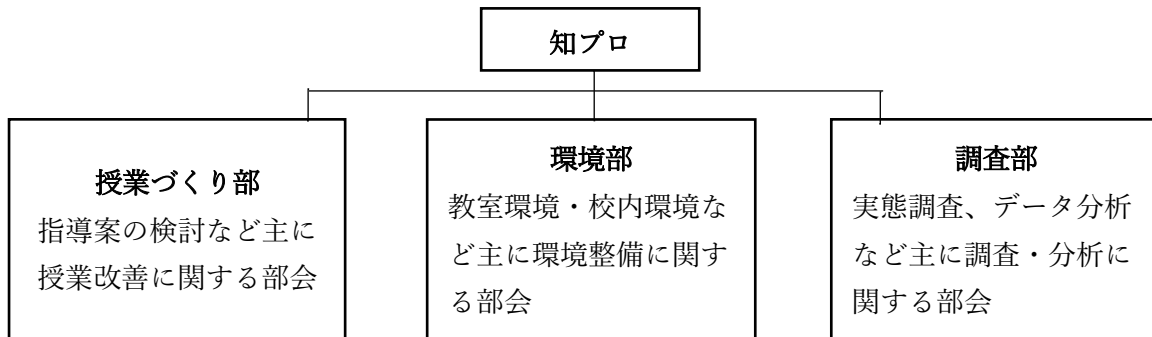 知プロ
授業づくり部
指導案の検討など主に
授業改善に関する部会
環境部
教室環境・校内環境な
ど主に環境整備に関す
る部会
調査部
実態調査、データ分析
など主に調査・分析に
関する部会